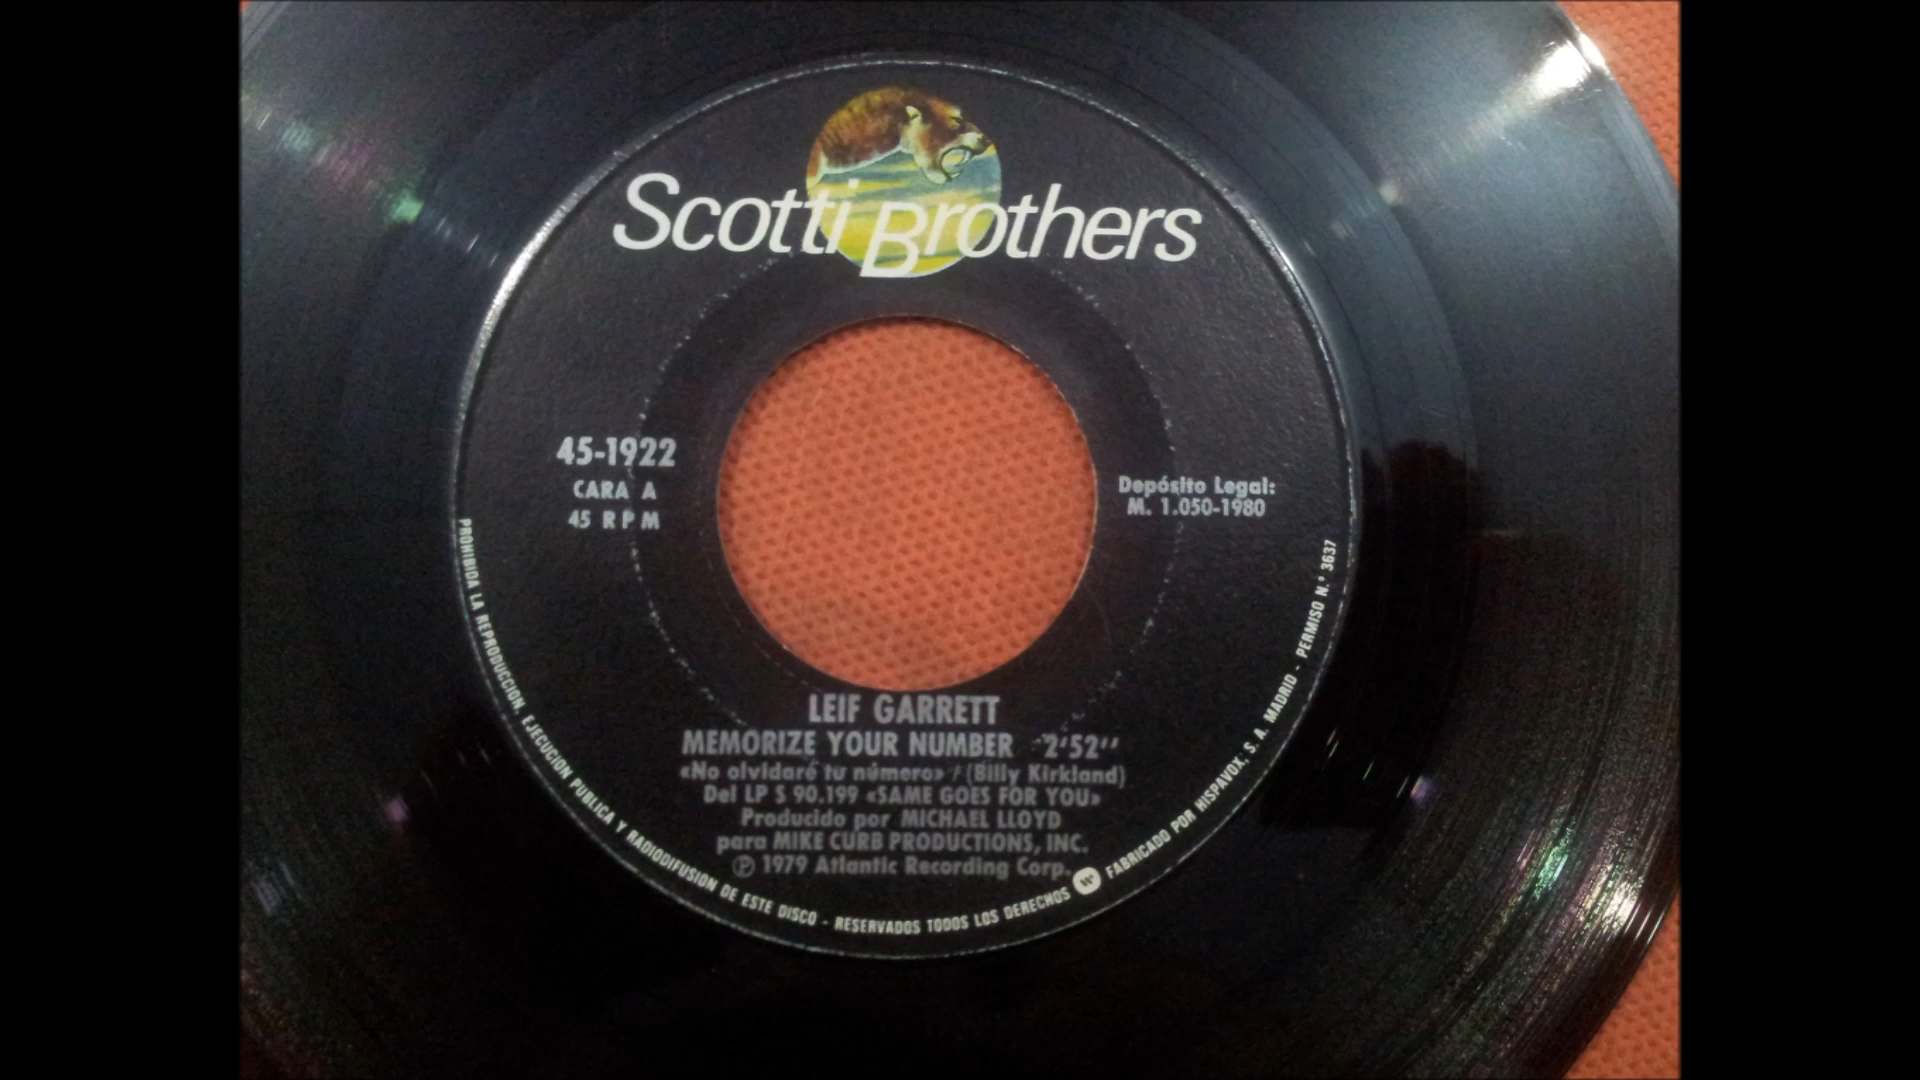 Scotti Brothers
45-1922
CARA A
45 RPM
Depósito Legal:
M. 1.050-1980
LEIF GARRETT
MEMORIZE YOUR NUMBER 2'52''
«No olvidaré tu número» (Billy Kirkland)
Del LP S 90.199 «SAME GOES FOR YOU»
Producido por MICHAEL LLOYD
para MIKE CURB PRODUCTIONS, INC.
Ⓟ 1979 Atlantic Recording Corp.
PROHIBIDA LA REPRODUCCION, EJECUCION PUBLICA Y RADIODIFUSION DE ESTE DISCO - RESERVADOS TODOS LOS DERECHOS W FABRICADO POR HISPAVOX, S. A. MADRID - PERMISO N.º 3637